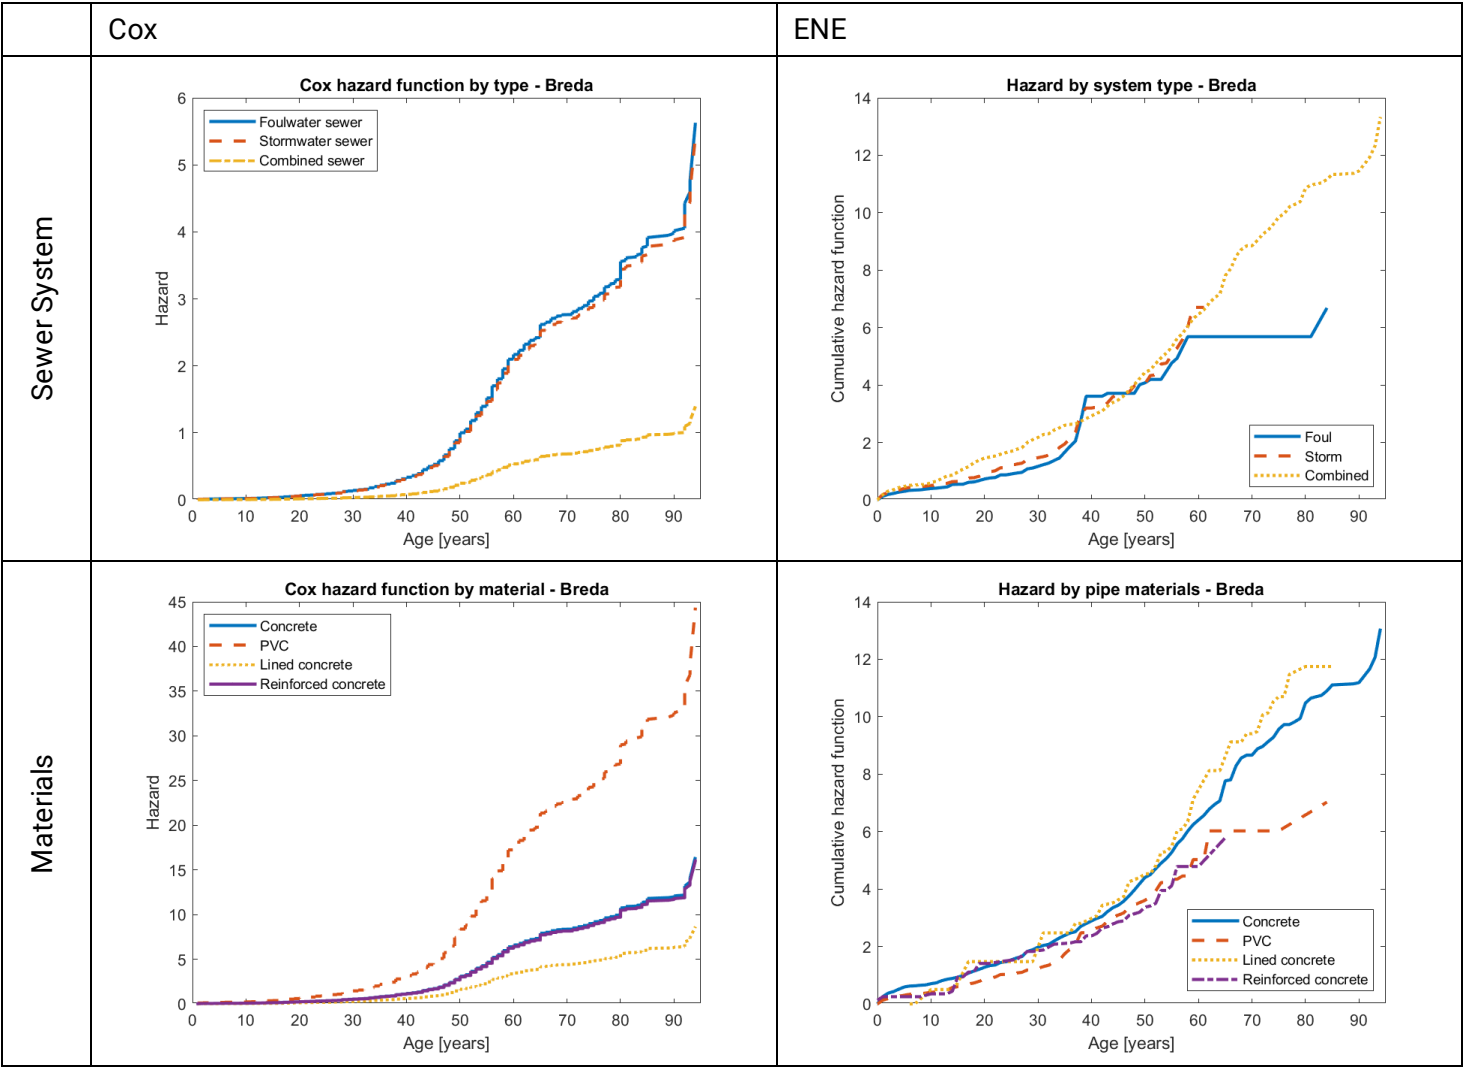 Cox
ENE
Sewer System
Cox hazard function by type - Breda
Foulwater sewer
Stormwater sewer
Combined sewer
Hazard
6
5
4
3
2
1
0
0 10 20 30 40 50 60 70 80 90
Age [years]
Hazard by system type - Breda
Cumulative hazard function
14
12
10
8
6
4
2
0
Foul
Storm
Combined
0 10 20 30 40 50 60 70 80 90
Age [years]
Materials
Cox hazard function by material - Breda
Concrete
PVC
Lined concrete
Reinforced concrete
Hazard
45
40
35
30
25
20
15
10
5
0
0 10 20 30 40 50 60 70 80 90
Age [years]
Hazard by pipe materials - Breda
Cumulative hazard function
14
12
10
8
6
4
2
0
Concrete
PVC
Lined concrete
Reinforced concrete
0 10 20 30 40 50 60 70 80 90
Age [years]